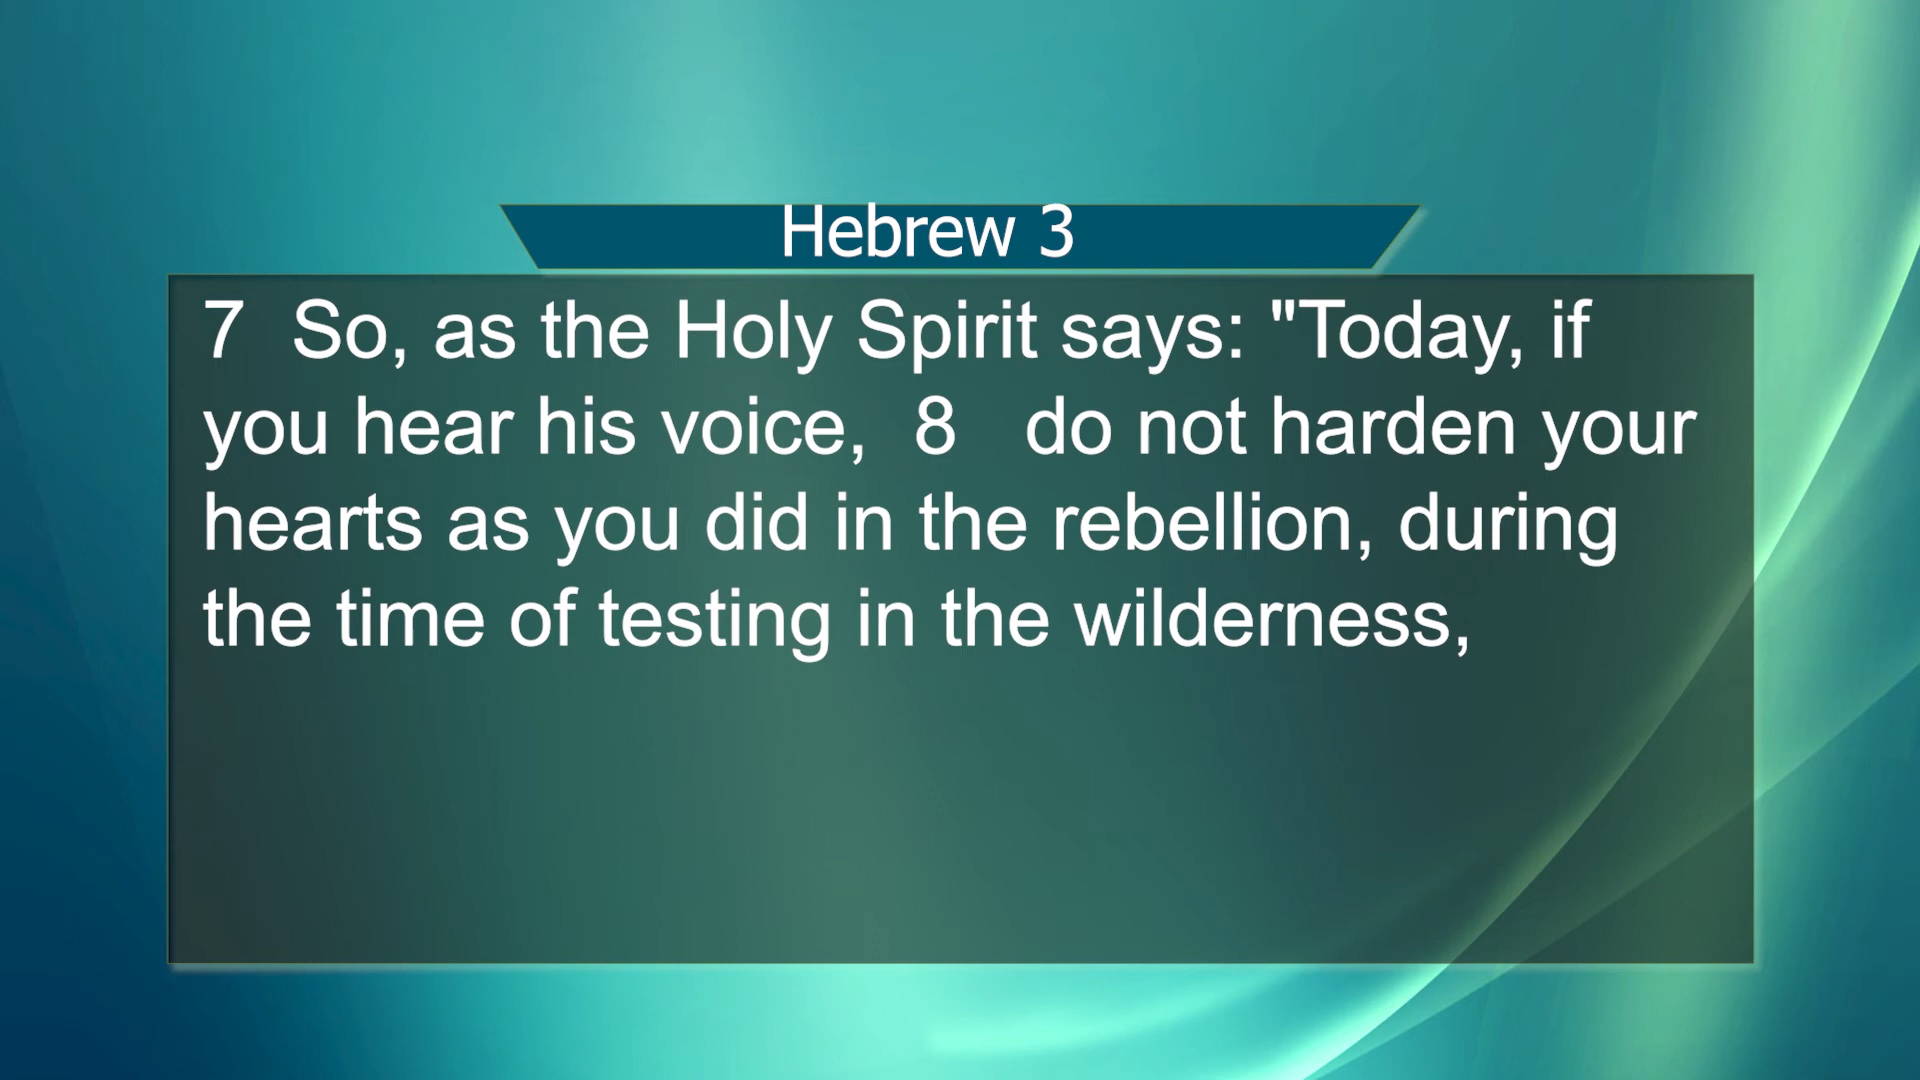 Hebrew 3
7 So, as the Holy Spirit says: "Today, if
you hear his voice, 8 do not harden your
hearts as you did in the rebellion, during
the time of testing in the wilderness,